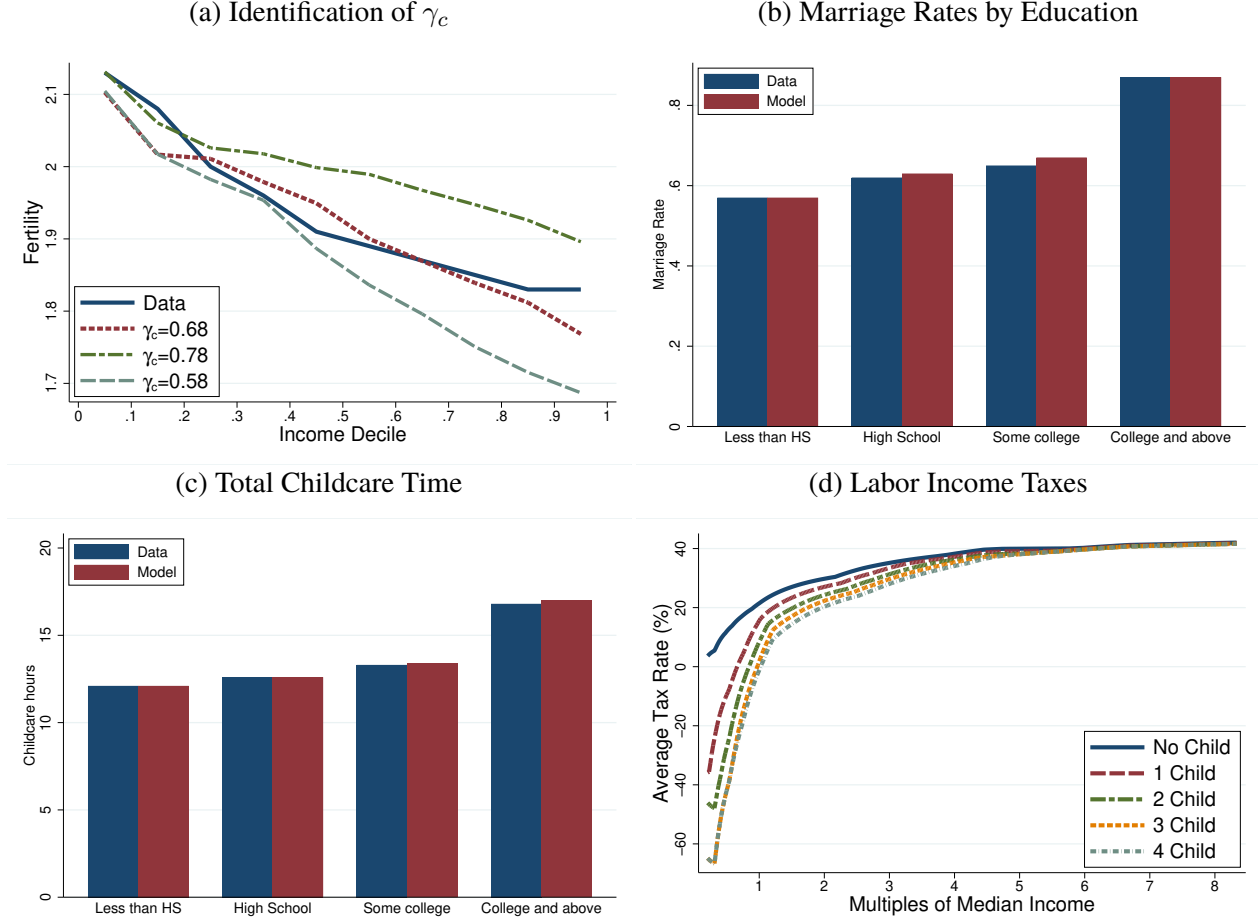 (a) Identification of γc
Fertility
2.1
2
1.9
1.8
1.7
Data
γc=0.68
γc=0.78
γc=0.58
0 .1 .2 .3 .4 .5 .6 .7 .8 .9 1
Income Decile
(b) Marriage Rates by Education
Data
Model
Marriage Rate
.8
.6
.4
.2
0
Less than HS High School Some college College and above
(c) Total Childcare Time
Data
Model
Childcare hours
20
15
10
5
0
Less than HS High School Some college College and above
(d) Labor Income Taxes
Average Tax Rate (%)
40
20
0
−20
−40
−60
No Child
1 Child
2 Child
3 Child
4 Child
1 2 3 4 5 6 7 8
Multiples of Median Income